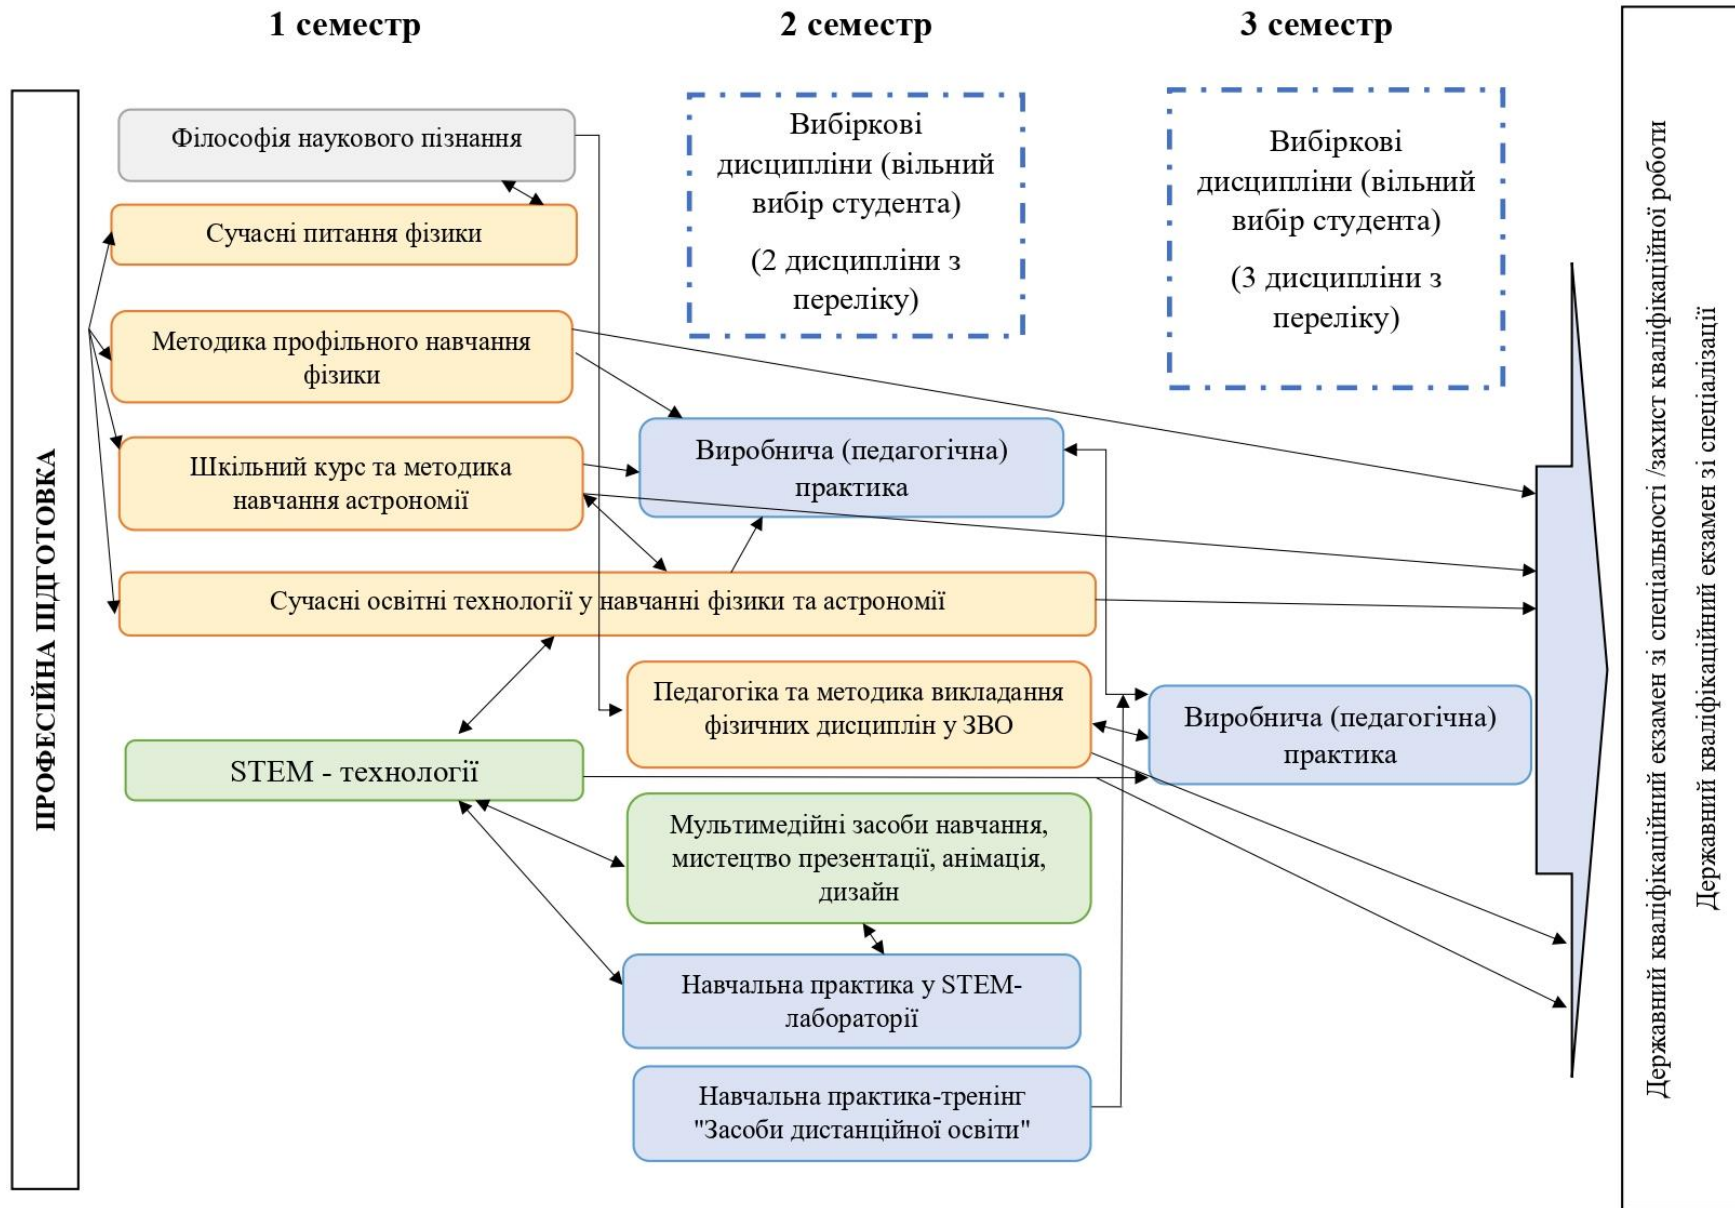 1 семестр
2 семестр
3 семестр
ПРОФЕСІЙНА ПІДГОТОВКА
Філософія наукового пізнання
Сучасні питання фізики
Методика профільного навчання
фізики
Шкільний курс та методика
навчання астрономії
Сучасні освітні технології у навчанні фізики та астрономії
STEM - технології
Вибіркові
дисципліни (вільний
вибір студента)
(2 дисципліни з
переліку)
Виробнича (педагогічна)
практика
Педагогіка та методика викладання
фізичних дисциплін у ЗВО
Мультимедійні засоби навчання,
мистецтво презентації, анімація,
дизайн
Навчальна практика у STEM-
лабораторії
Навчальна практика-тренінг
"Засоби дистанційної освіти"
Вибіркові
дисципліни (вільний
вибір студента)
(3 дисципліни з
переліку)
Виробнича (педагогічна)
практика
Державний кваліфікаційний екзамен зі спеціальності /захист кваліфікаційної роботи
Державний кваліфікаційний екзамен зі спеціалізації